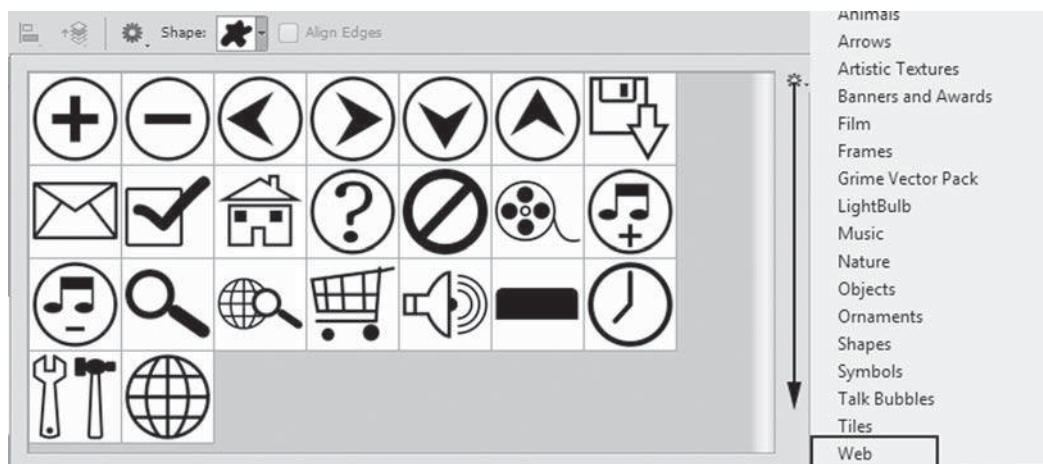 Shape: Align Edges
Animals
Arrows
Artistic Textures
Banners and Awards
Film
Frames
Grime Vector Pack
LightBulb
Music
Nature
Objects
Ornaments
Shapes
Symbols
Talk Bubbles
Tiles
Web